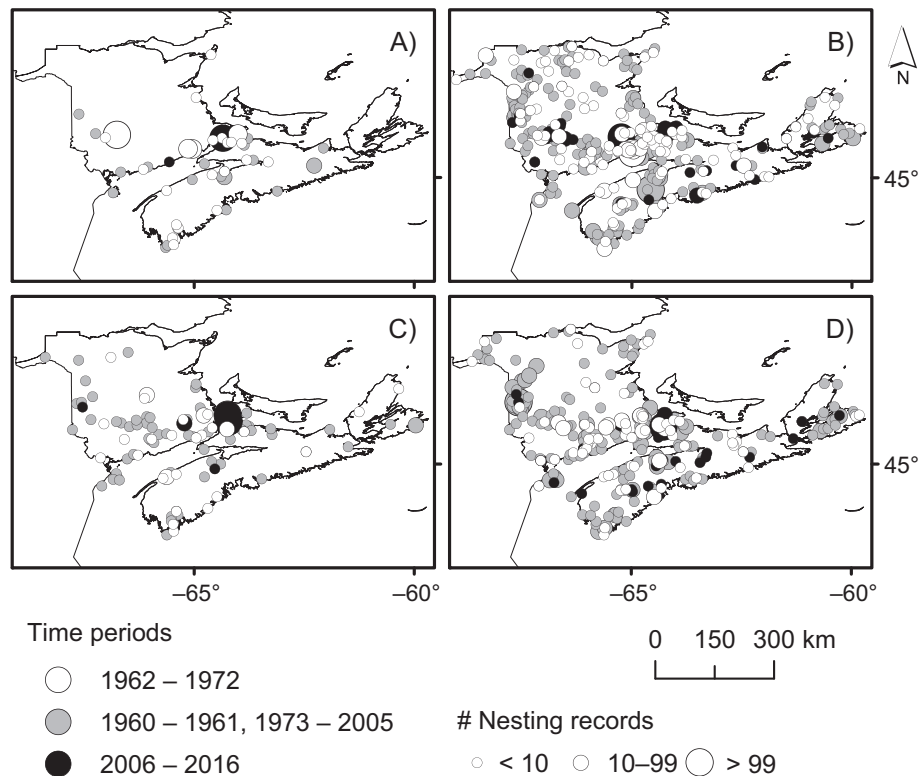 A)
B)
N
45°
C)
D)
45°
–65°
–60°
–65°
–60°
Time periods
0 150 300 km
1962 – 1972
1960 – 1961, 1973 – 2005
# Nesting records
2006 – 2016
< 10
10–99
> 99